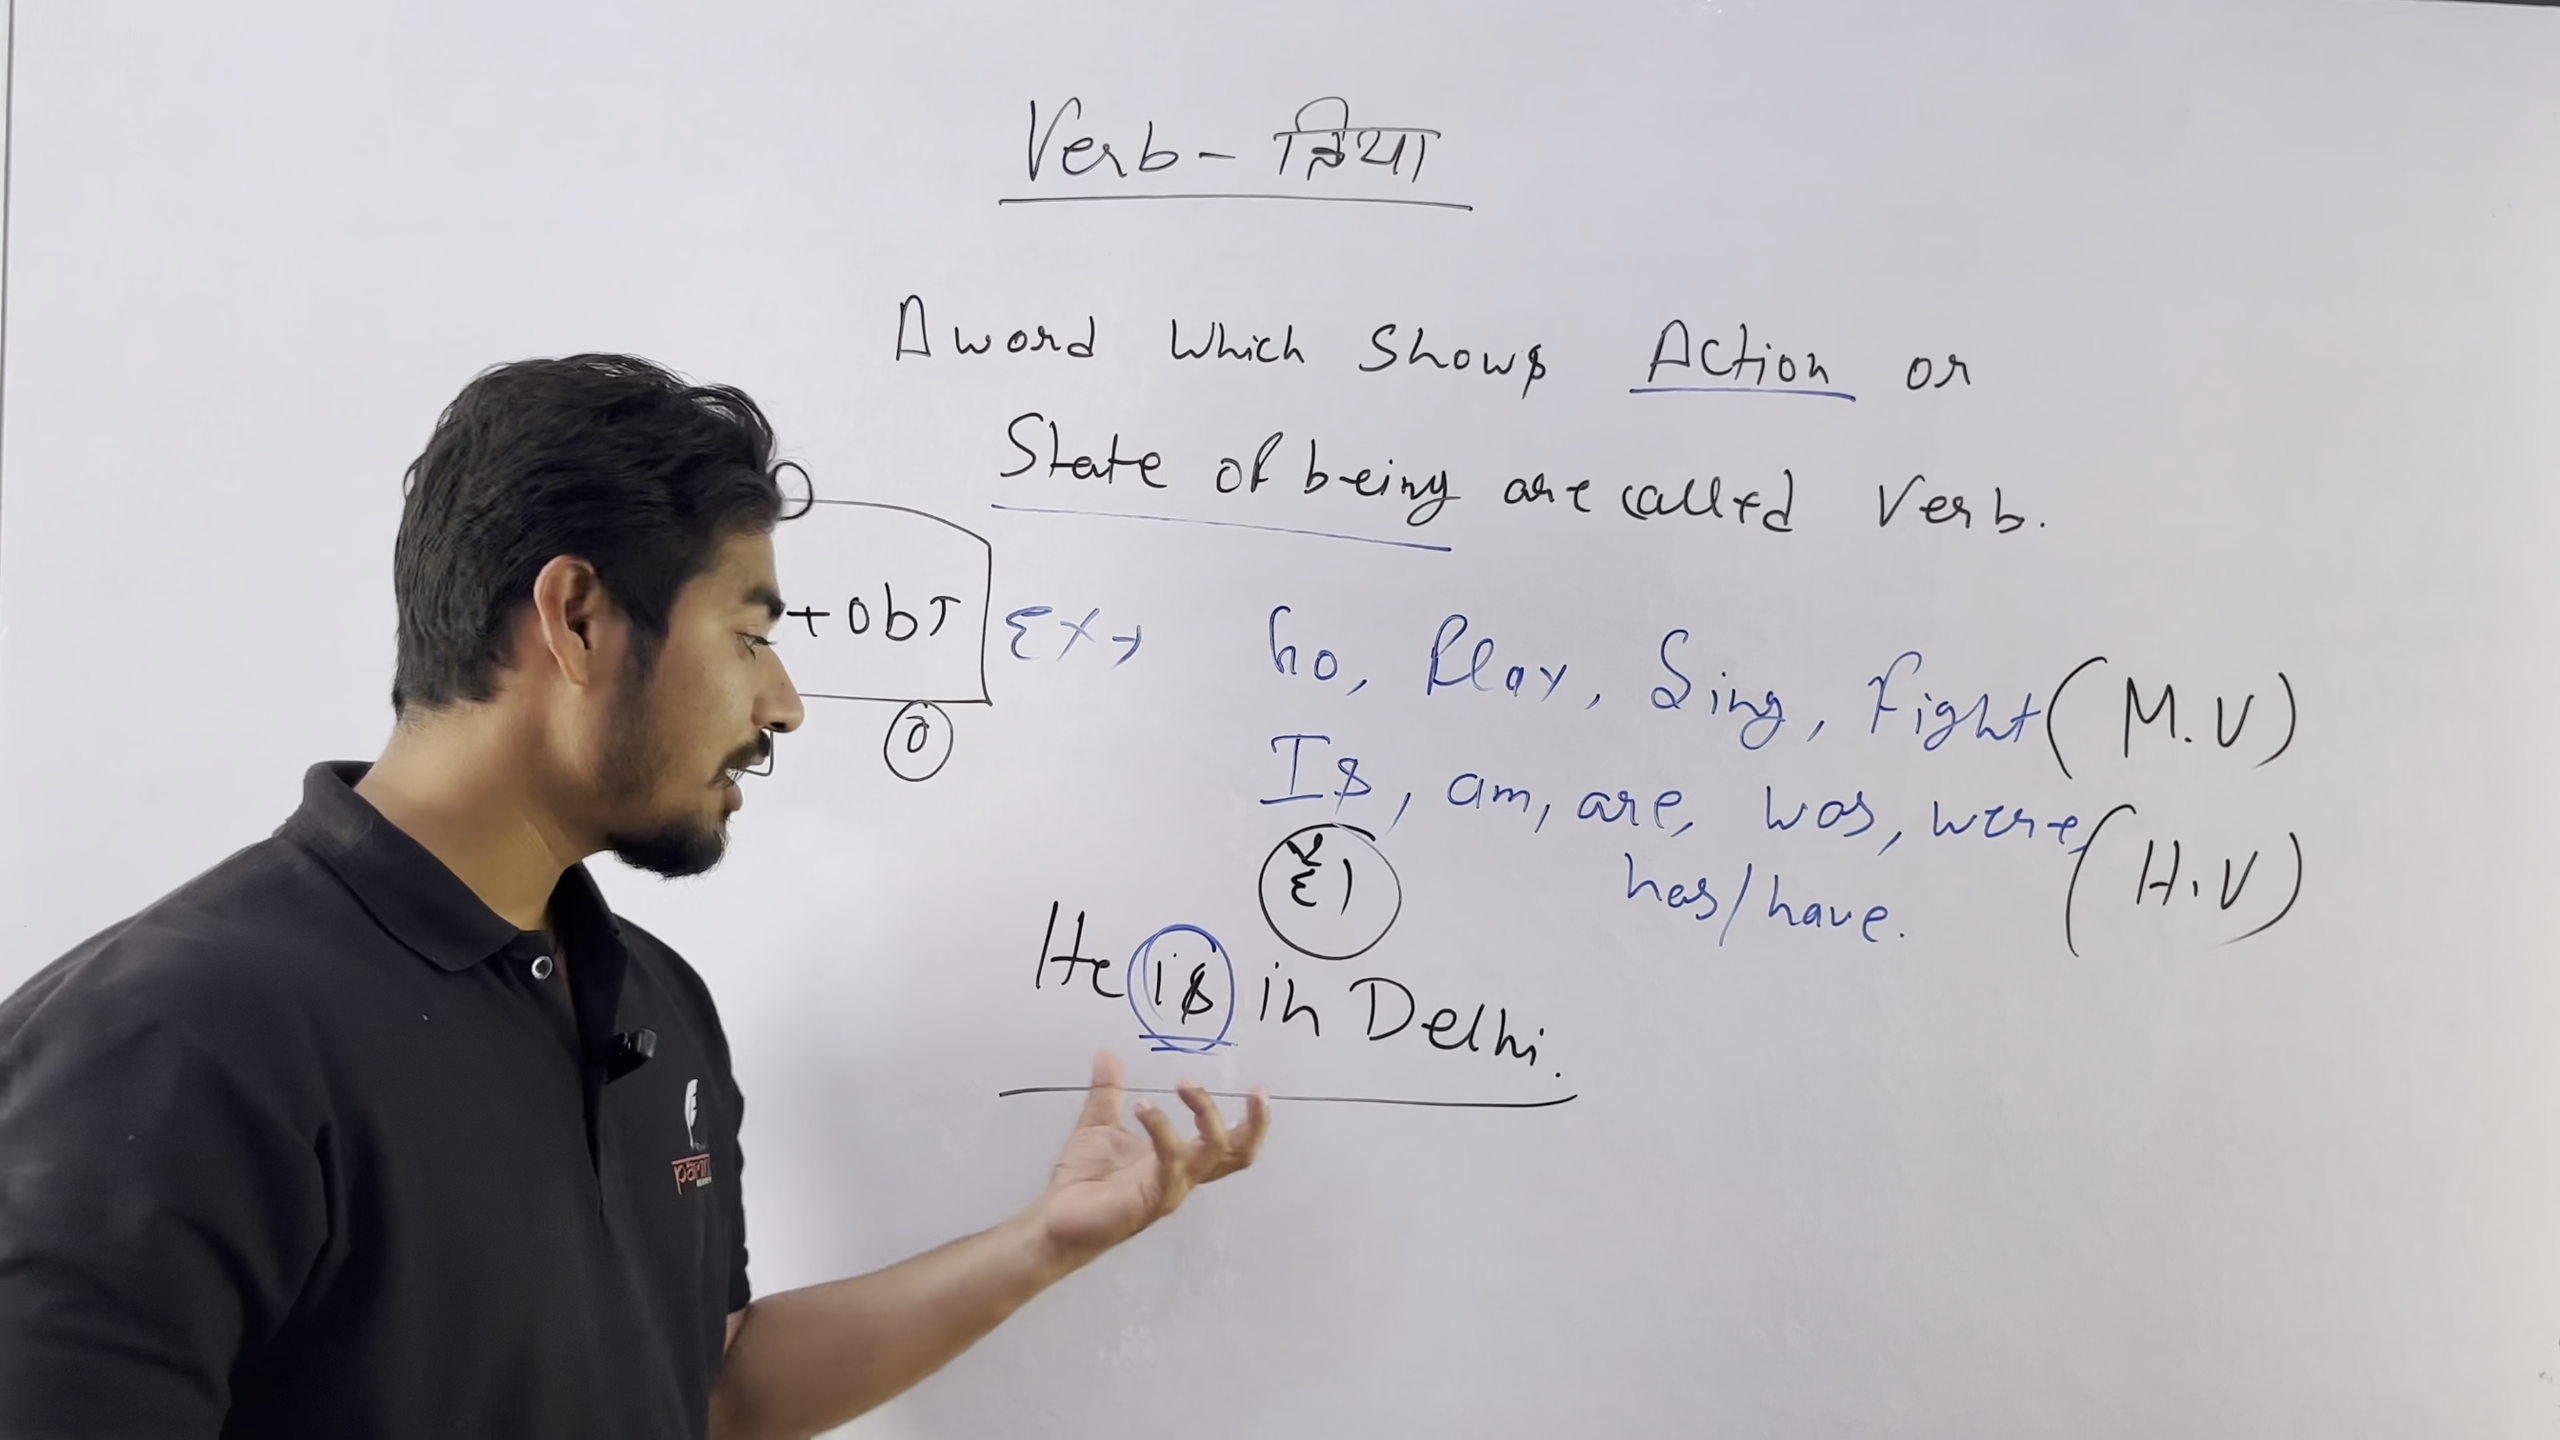 Verb - क्रिया
A word which shows Action or
State of being are called verb.
+ obj
Ex→ Go, Play, Sing, Fight (M.V)
Is, am, are, was, were, (H.V)
has/have.
है।
He is in Delhi.